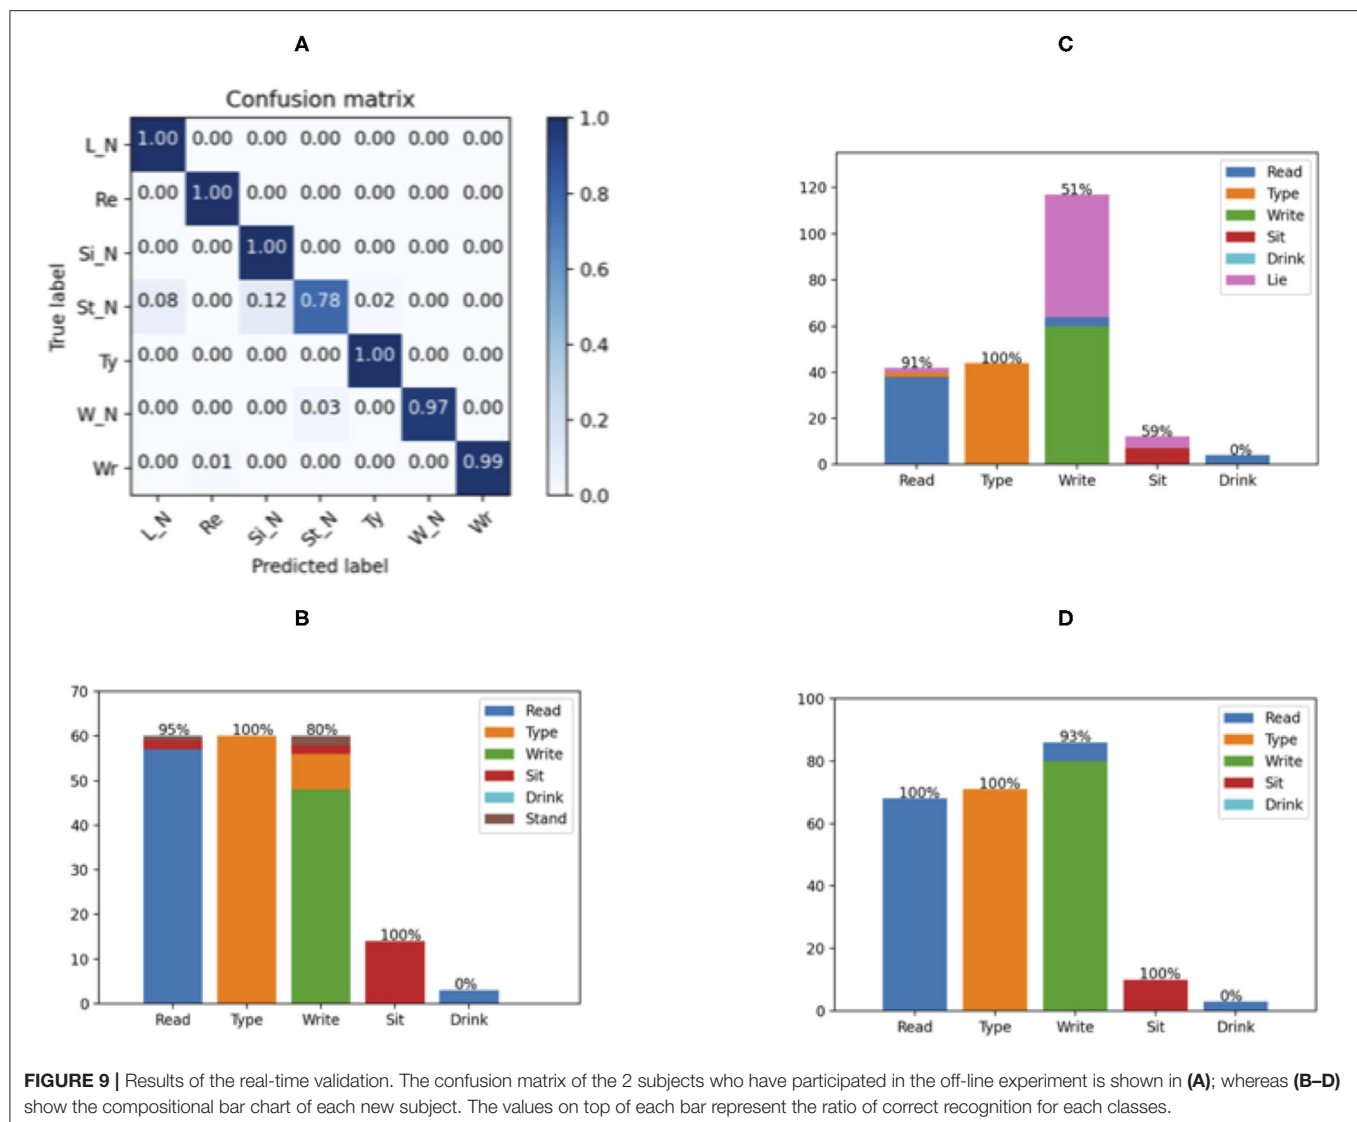 A
Confusion matrix
True label
L_N 1.00 0.00 0.00 0.00 0.00 0.00 0.00
Re 0.00 1.00 0.00 0.00 0.00 0.00 0.00
Si_N 0.00 0.00 1.00 0.00 0.00 0.00 0.00
St_N 0.08 0.00 0.12 0.78 0.02 0.00 0.00
Ty 0.00 0.00 0.00 0.00 1.00 0.00 0.00
W_N 0.00 0.00 0.00 0.03 0.00 0.97 0.00
Wr 0.00 0.01 0.00 0.00 0.00 0.00 0.99
L_N Re Si_N St_N Ty W_N Wr
Predicted label
1.0
0.8
0.6
0.4
0.2
0.0
C
120
100
80
60
40
20
0
91% 100% 51% 59% 0%
Read Type Write Sit Drink
Read
Type
Write
Sit
Drink
Lie
B
70
60
50
40
30
20
10
0
95% 100% 80% 100% 0%
Read Type Write Sit Drink
Read
Type
Write
Sit
Drink
Stand
D
100
80
60
40
20
0
100% 100% 93% 100% 0%
Read Type Write Sit Drink
Read
Type
Write
Sit
Drink
FIGURE 9 | Results of the real-time validation. The confusion matrix of the 2 subjects who have participated in the off-line experiment is shown in (A); whereas (B–D)
show the compositional bar chart of each new subject. The values on top of each bar represent the ratio of correct recognition for each classes.